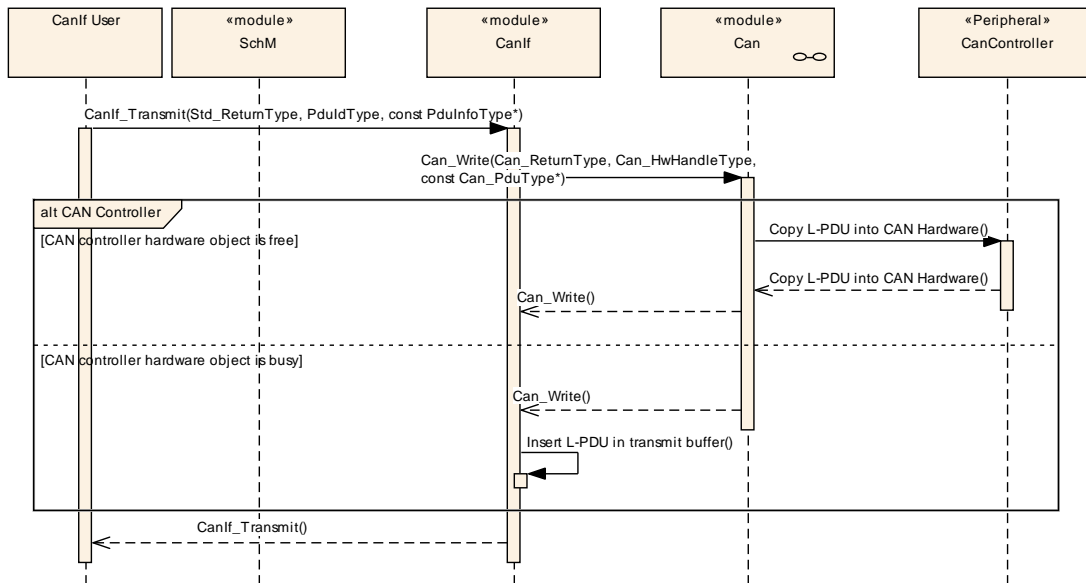 CanIf User
«module»
SchM
«module»
CanIf
«module»
Can
«Peripheral»
CanController
CanIf_Transmit(Std_ReturnType, PduIdType, const PduInfoType*)
Can_Write(Can_ReturnType, Can_HwHandleType,
const Can_PduType*)
alt CAN Controller
[CAN controller hardware object is free]
Copy L-PDU into CAN Hardware()
Copy L-PDU into CAN Hardware()
Can_Write()
[CAN controller hardware object is busy]
Can_Write()
Insert L-PDU in transmit buffer()
CanIf_Transmit()